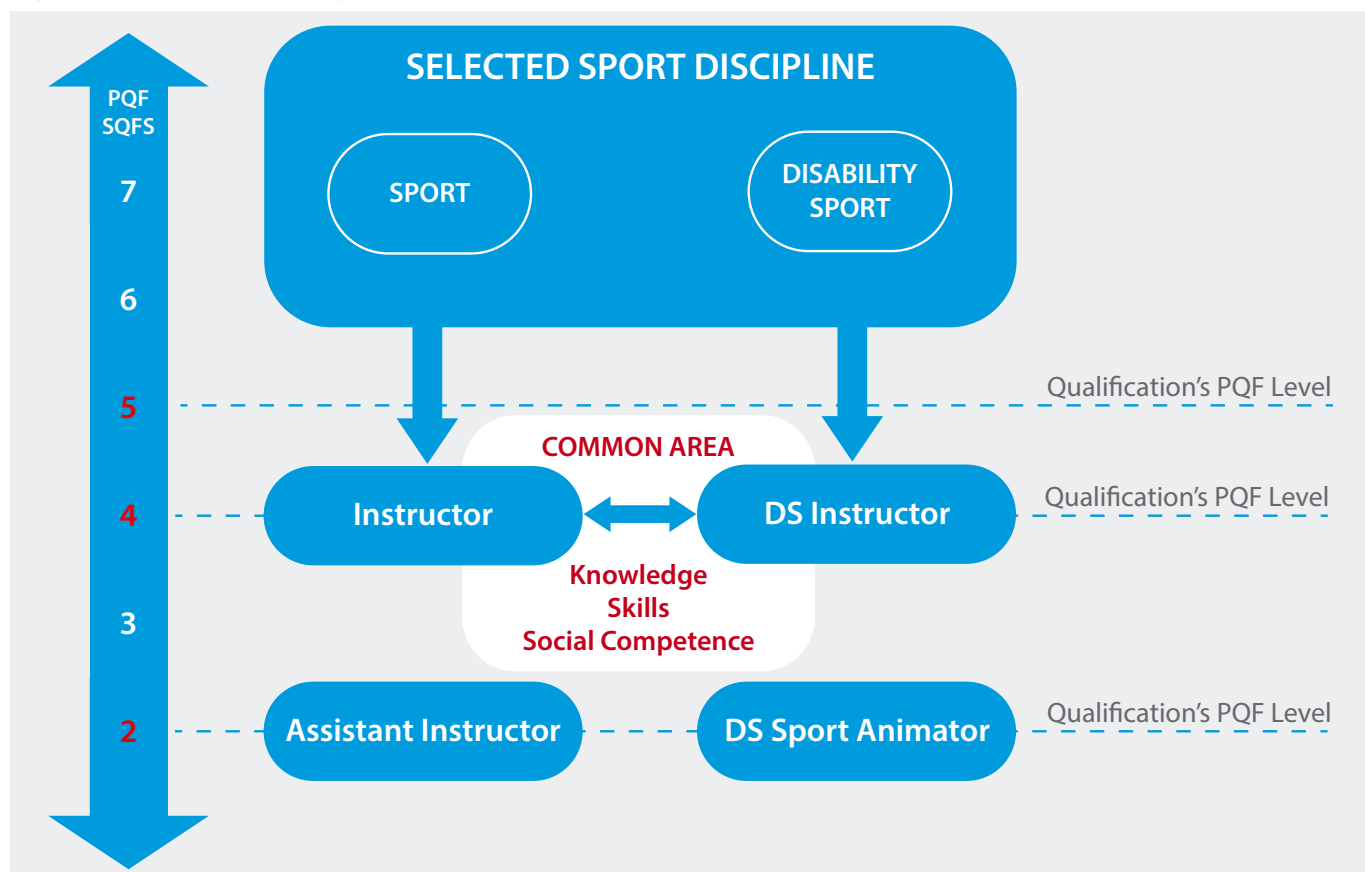 SELECTED SPORT DISCIPLINE
PQF
SQFS
7
SPORT
DISABILITY
SPORT
6
5
Qualification’s PQF Level
COMMON AREA
4
Instructor
DS Instructor
Qualification’s PQF Level
Knowledge
Skills
Social Competence
3
2
Assistant Instructor
DS Sport Animator
Qualification’s PQF Level